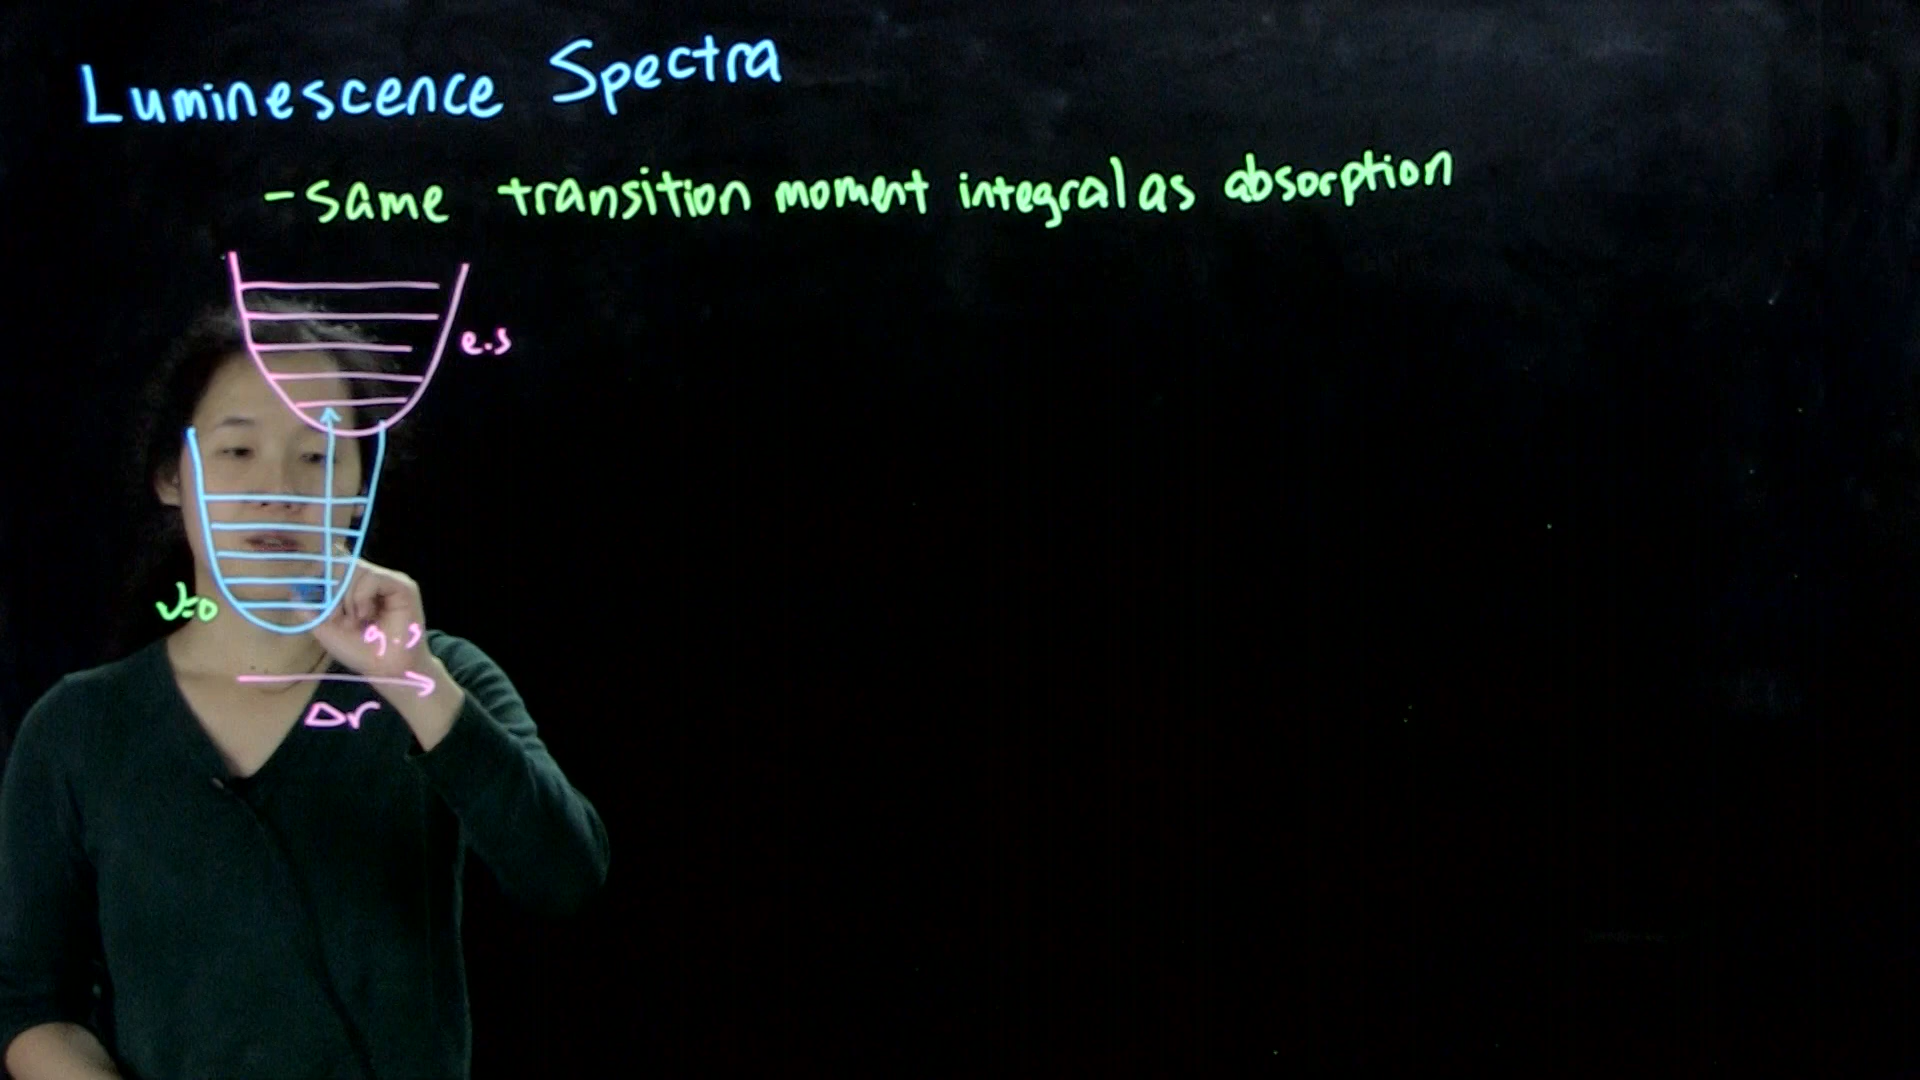 Luminescence Spectra
- same transition moment integral as absorption
e.s
v=0
g.s
Δr